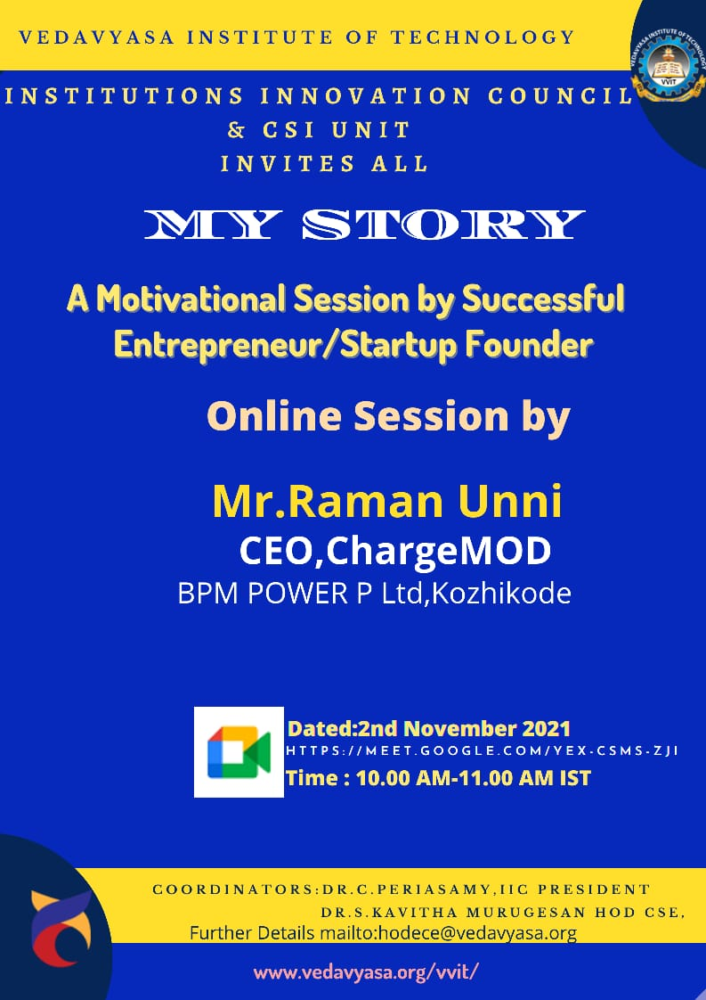 VEDAVYASA INSTITUTE OF TECHNOLOGY
VEDAVYASA INSTITUTE OF TECHNOLOGY
VVIT
INSTITUTIONS INNOVATION COUNCIL
& CSI UNIT
INVITES ALL
MY STORY
A Motivational Session by Successful
Entrepreneur/Startup Founder
Online Session by
Mr.Raman Unni
CEO,ChargeMOD
BPM POWER P Ltd,Kozhikode
Dated:2nd November 2021
HTTPS://MEET.GOOGLE.COM/YEX-CSMS-ZJI
Time : 10.00 AM-11.00 AM IST
COORDINATORS:DR.C.PERIASAMY,IIC PRESIDENT
DR.S.KAVITHA MURUGESAN HOD CSE,
Further Details mailto:hodece@vedavyasa.org
www.vedavyasa.org/vvit/